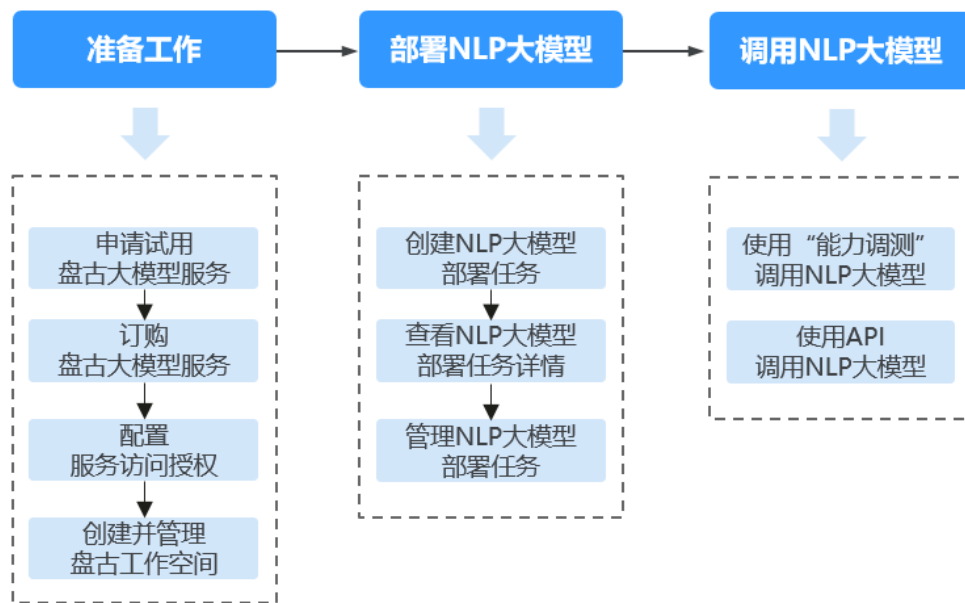 准备工作
部署NLP大模型
调用NLP大模型
申请试用
盘古大模型服务
订购
盘古大模型服务
配置
服务访问授权
创建并管理
盘古工作空间
创建NLP大模型
部署任务
查看NLP大模型
部署任务详情
管理NLP大模型
部署任务
使用“能力调测”
调用NLP大模型
使用API
调用NLP大模型